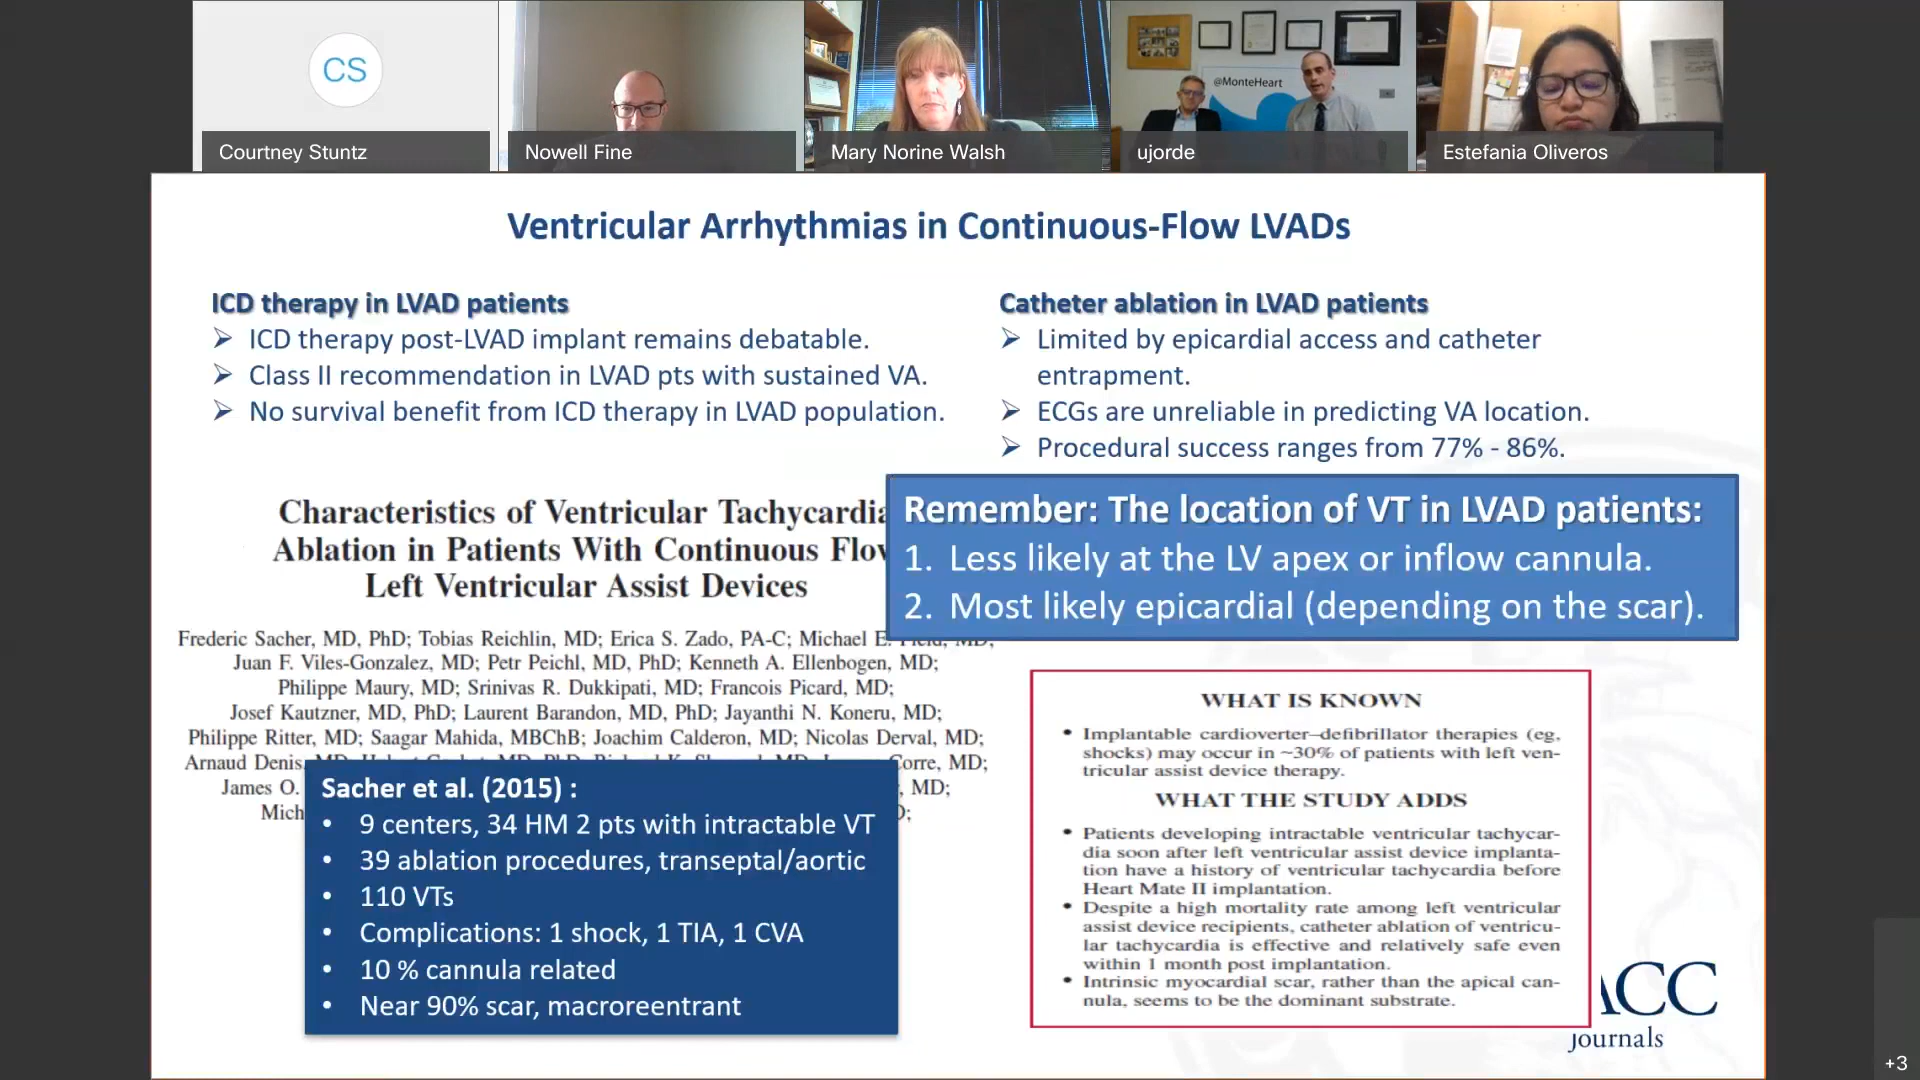 CS
Courtney Stuntz
Nowell Fine
Mary Norine Walsh
@MonteHeart
ujorde
Estefania Oliveros
Ventricular Arrhythmias in Continuous-Flow LVADs
ICD therapy in LVAD patients
ICD therapy post-LVAD implant remains debatable.
Class II recommendation in LVAD pts with sustained VA.
No survival benefit from ICD therapy in LVAD population.
Catheter ablation in LVAD patients
Limited by epicardial access and catheter
entrapment.
ECGs are unreliable in predicting VA location.
Procedural success ranges from 77% - 86%.
Remember: The location of VT in LVAD patients:
1. Less likely at the LV apex or inflow cannula.
2. Most likely epicardial (depending on the scar).
Characteristics of Ventricular Tachycardia
Ablation in Patients With Continuous Flow
Left Ventricular Assist Devices
Frederic Sacher, MD, PhD; Tobias Reichlin, MD; Erica S. Zado, PA-C; Michael E. Field, MD;
Juan F. Viles-Gonzalez, MD; Petr Peichl, MD, PhD; Kenneth A. Ellenbogen, MD;
Philippe Maury, MD; Srinivas R. Dukkipati, MD; Francois Picard, MD;
Josef Kautzner, MD, PhD; Laurent Barandon, MD, PhD; Jayanthi N. Koneru, MD;
Philippe Ritter, MD; Saagar Mahida, MBChB; Joachim Calderon, MD; Nicolas Derval, MD;
Arnaud Denis, Corre, MD;
James O. MD;
Sacher et al. (2015) :
• 9 centers, 34 HM 2 pts with intractable VT
• 39 ablation procedures, transeptal/aortic
• 110 VTs
• Complications: 1 shock, 1 TIA, 1 CVA
• 10 % cannula related
• Near 90% scar, macroreentrant
WHAT IS KNOWN
• Implantable cardioverter–defibrillator therapies (eg,
shocks) may occur in ~30% of patients with left ven-
tricular assist device therapy.
WHAT THE STUDY ADDS
• Patients developing intractable ventricular tachycar-
dia soon after left ventricular assist device implanta-
tion have a history of ventricular tachycardia before
Heart Mate II implantation.
• Despite a high mortality rate among left ventricular
assist device recipients, catheter ablation of ventricu-
lar tachycardia is effective and relatively safe even
within 1 month post implantation.
• Intrinsic myocardial scar, rather than the apical can-
nula, seems to be the dominant substrate.
ACC
Journals
+3